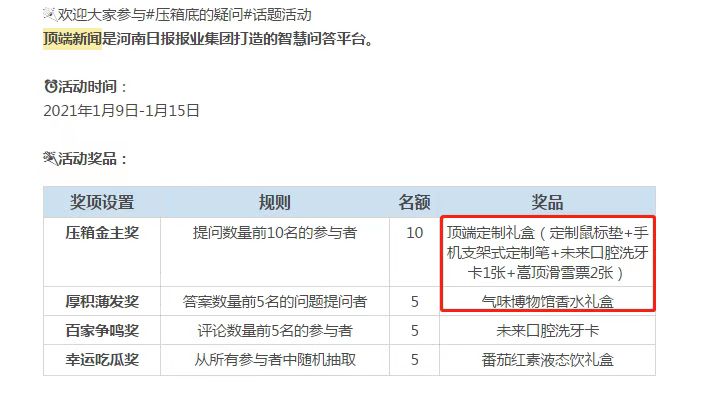 欢迎大家参与#压箱底的疑问#话题活动
顶端新闻是河南日报报业集团打造的智慧问答平台。
活动时间：
2021年1月9日-1月15日
活动奖品：
奖项设置 规则 名额 奖品
压箱金主奖 提问数量前10名的参与者 10 顶端定制礼盒（定制鼠标垫+手
机支架式定制笔+未来口腔洗牙
卡1张+嵩顶滑雪票2张）
厚积薄发奖 答案数量前5名的问题提问者 5 气味博物馆香水礼盒
百家争鸣奖 评论数量前5名的参与者 5 未来口腔洗牙卡
幸运吃瓜奖 从所有参与者中随机抽取 5 番茄红素液态饮礼盒